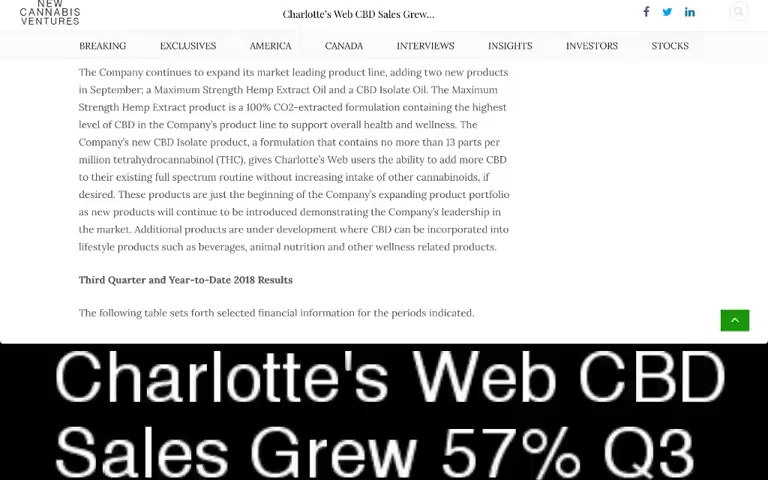 NEW
CANNABIS
VENTURES
Charlotte's Web CBD Sales Grew...
BREAKING EXCLUSIVES AMERICA CANADA INTERVIEWS INSIGHTS INVESTORS STOCKS
The Company continues to expand its market leading product line, adding two new products
in September; a Maximum Strength Hemp Extract Oil and a CBD Isolate Oil. The Maximum
Strength Hemp Extract product is a 100% CO2-extracted formulation containing the highest
level of CBD in the Company's product line to support overall health and wellness. The
Company's new CBD Isolate product, a formulation that contains no more than 13 parts per
million tetrahydrocannabinol (THC), gives Charlotte's Web users the ability to add more CBD
to their existing full spectrum routine without increasing intake of other cannabinoids, if
desired. These products are just the beginning of the Company's expanding product portfolio
as new products will continue to be introduced demonstrating the Company's leadership in
the market. Additional products are under development where CBD can be incorporated into
lifestyle products such as beverages, animal nutrition and other wellness related products.
Third Quarter and Year-to-Date 2018 Results
The following table sets forth selected financial information for the periods indicated.
Charlotte's Web CBD
Sales Grew 57% Q3